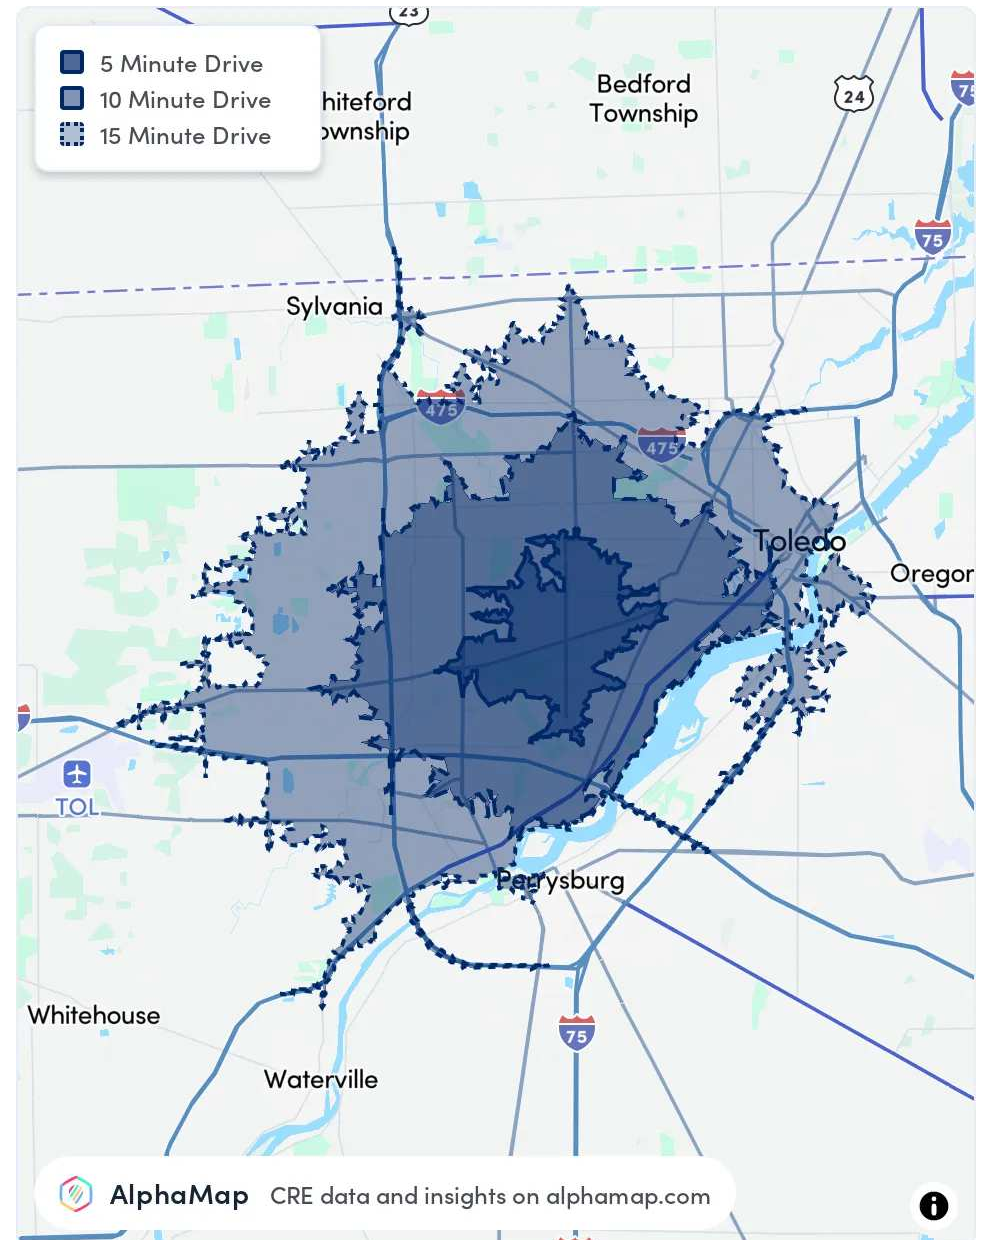 23
5 Minute Drive
10 Minute Drive
15 Minute Drive
hiteford
ownship
Bedford
Township
24
75
75
Sylvania
475
475
Toledo
Oregon
TOL
Perrysburg
Whitehouse
Waterville
75
AlphaMap
CRE data and insights on alphamap.com